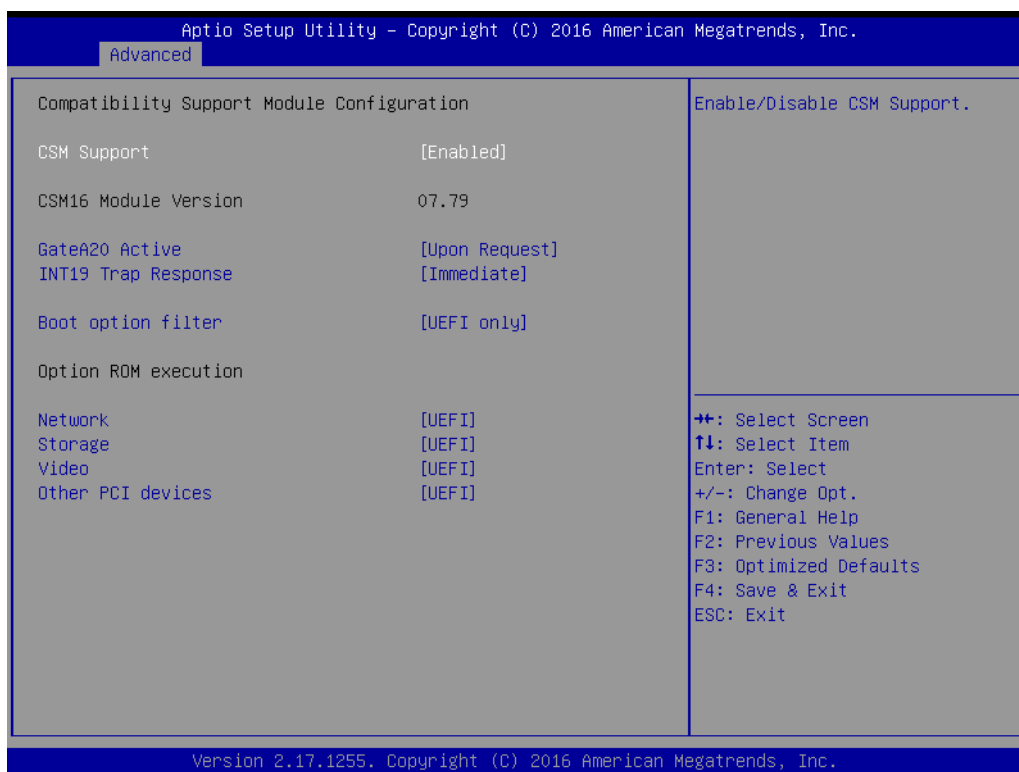 Aptio Setup Utility – Copyright (C) 2016 American Megatrends, Inc.
Advanced
Compatibility Support Module Configuration
CSM Support [Enabled]
CSM16 Module Version 07.79
GateA20 Active [Upon Request]
INT19 Trap Response [Immediate]
Boot option filter [UEFI only]
Option ROM execution
Network [UEFI]
Storage [UEFI]
Video [UEFI]
Other PCI devices [UEFI]
Enable/Disable CSM Support.
→←: Select Screen
↑↓: Select Item
Enter: Select
+/-: Change Opt.
F1: General Help
F2: Previous Values
F3: Optimized Defaults
F4: Save & Exit
ESC: Exit
Version 2.17.1255. Copyright (C) 2016 American Megatrends, Inc.